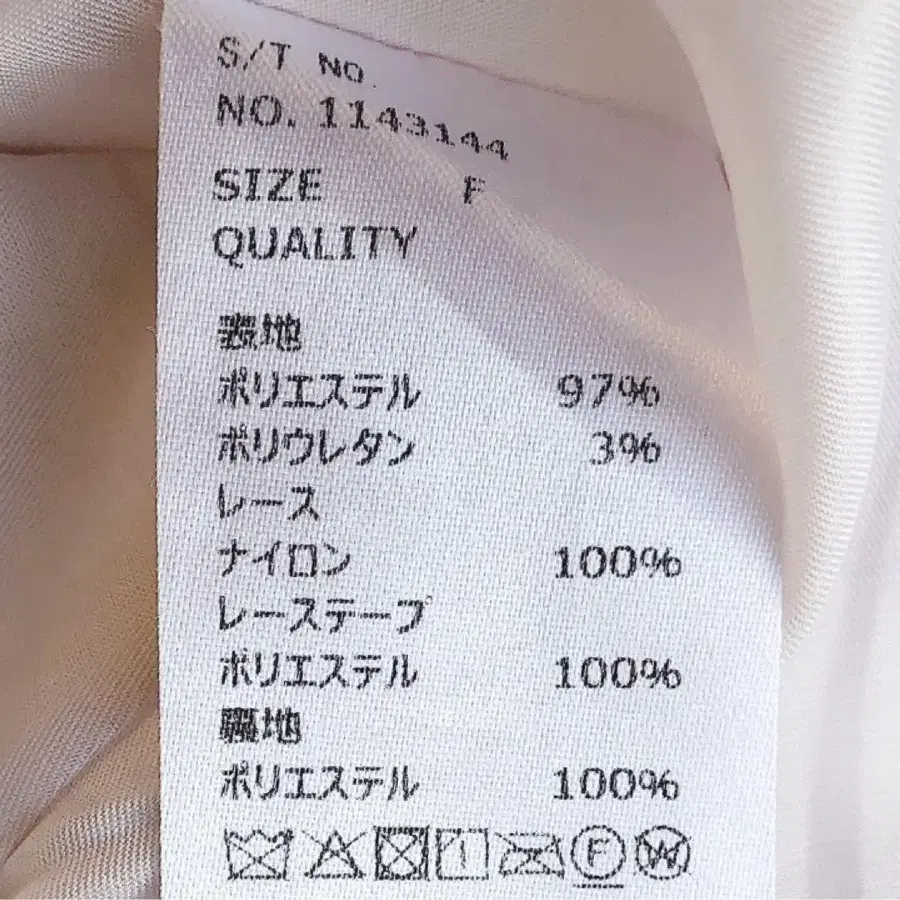 S/T NO
NO. 1143144
SIZE F
QUALITY
表地
ポリエステル 97%
ポリウレタン 3%
レース
ナイロン 100%
レーステープ
ポリエステル 100%
裏地
ポリエステル 100%
F W